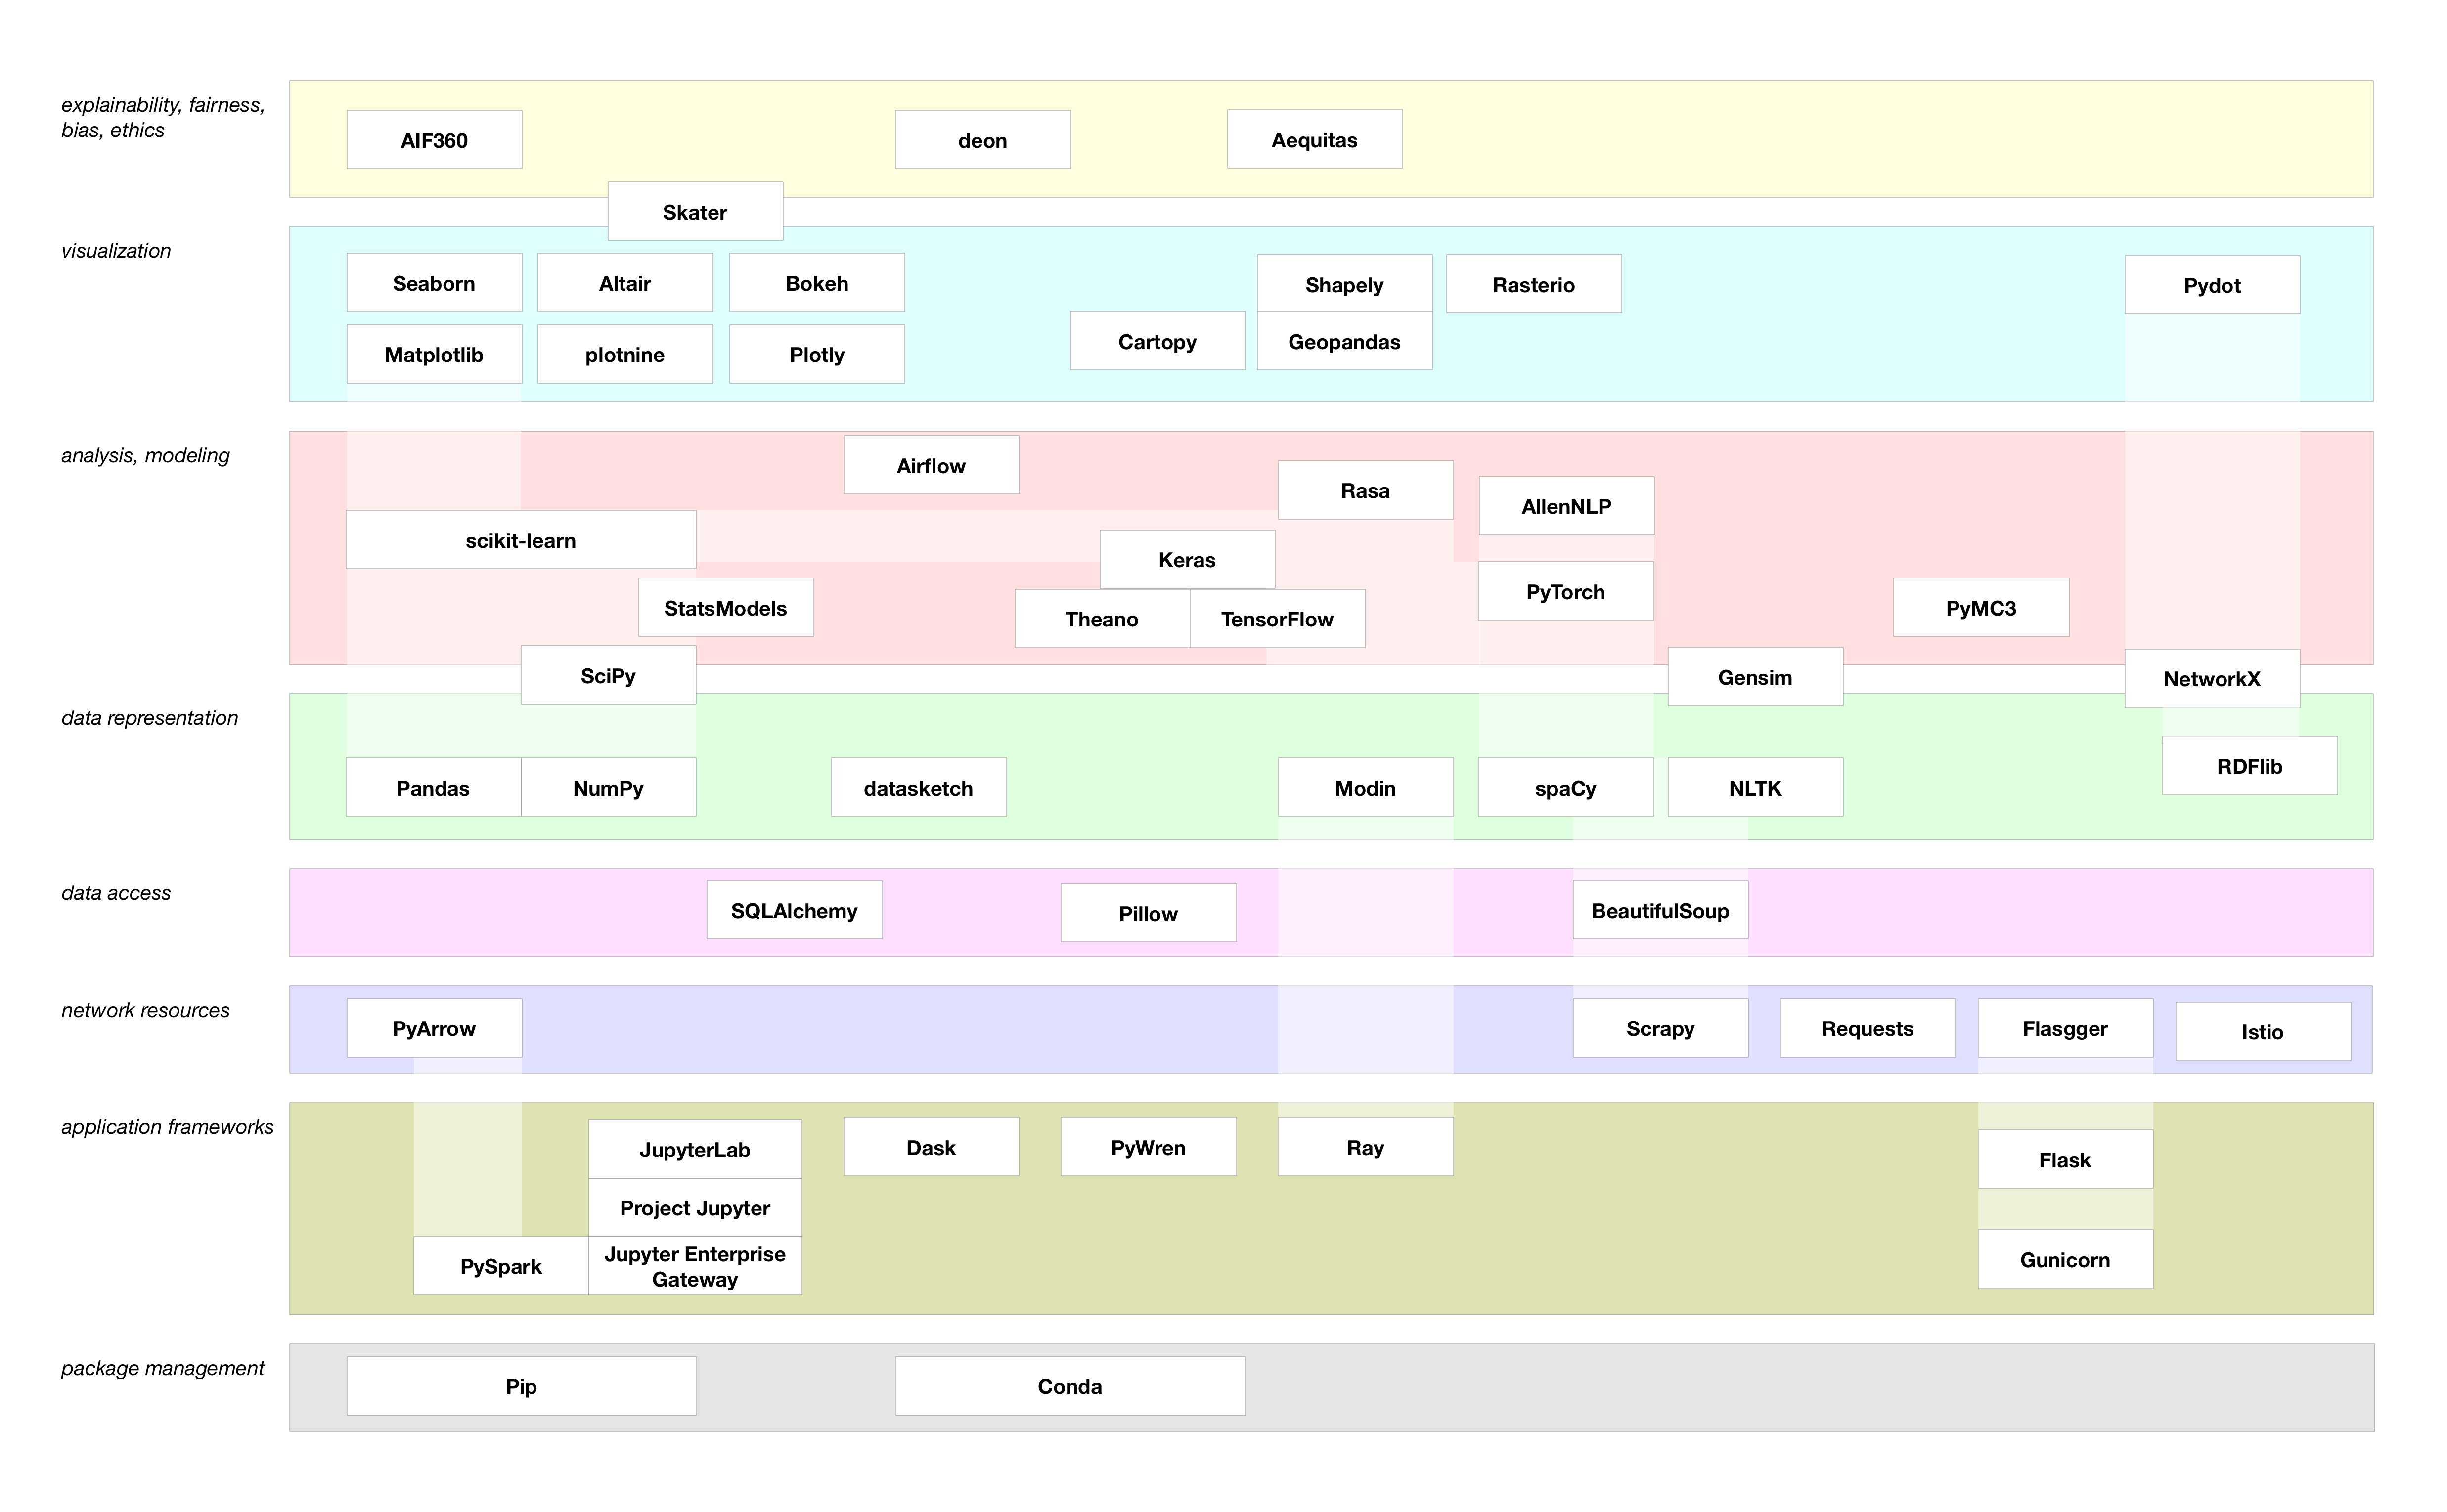 explainability, fairness,
bias, ethics
AIF360
deon
Aequitas
Skater
visualization
Seaborn
Altair
Bokeh
Shapely
Rasterio
Pydot
Matplotlib
plotnine
Plotly
Cartopy
Geopandas
analysis, modeling
Airflow
Rasa
AllenNLP
scikit-learn
Keras
PyTorch
StatsModels
Theano
TensorFlow
PyMC3
SciPy
Gensim
NetworkX
data representation
RDFlib
Pandas
NumPy
datasketch
Modin
spaCy
NLTK
data access
SQLAlchemy
Pillow
BeautifulSoup
network resources
PyArrow
Scrapy
Requests
Flasgger
Istio
application frameworks
JupyterLab
Dask
PyWren
Ray
Flask
Project Jupyter
PySpark
Jupyter Enterprise
Gateway
Gunicorn
package management
Pip
Conda